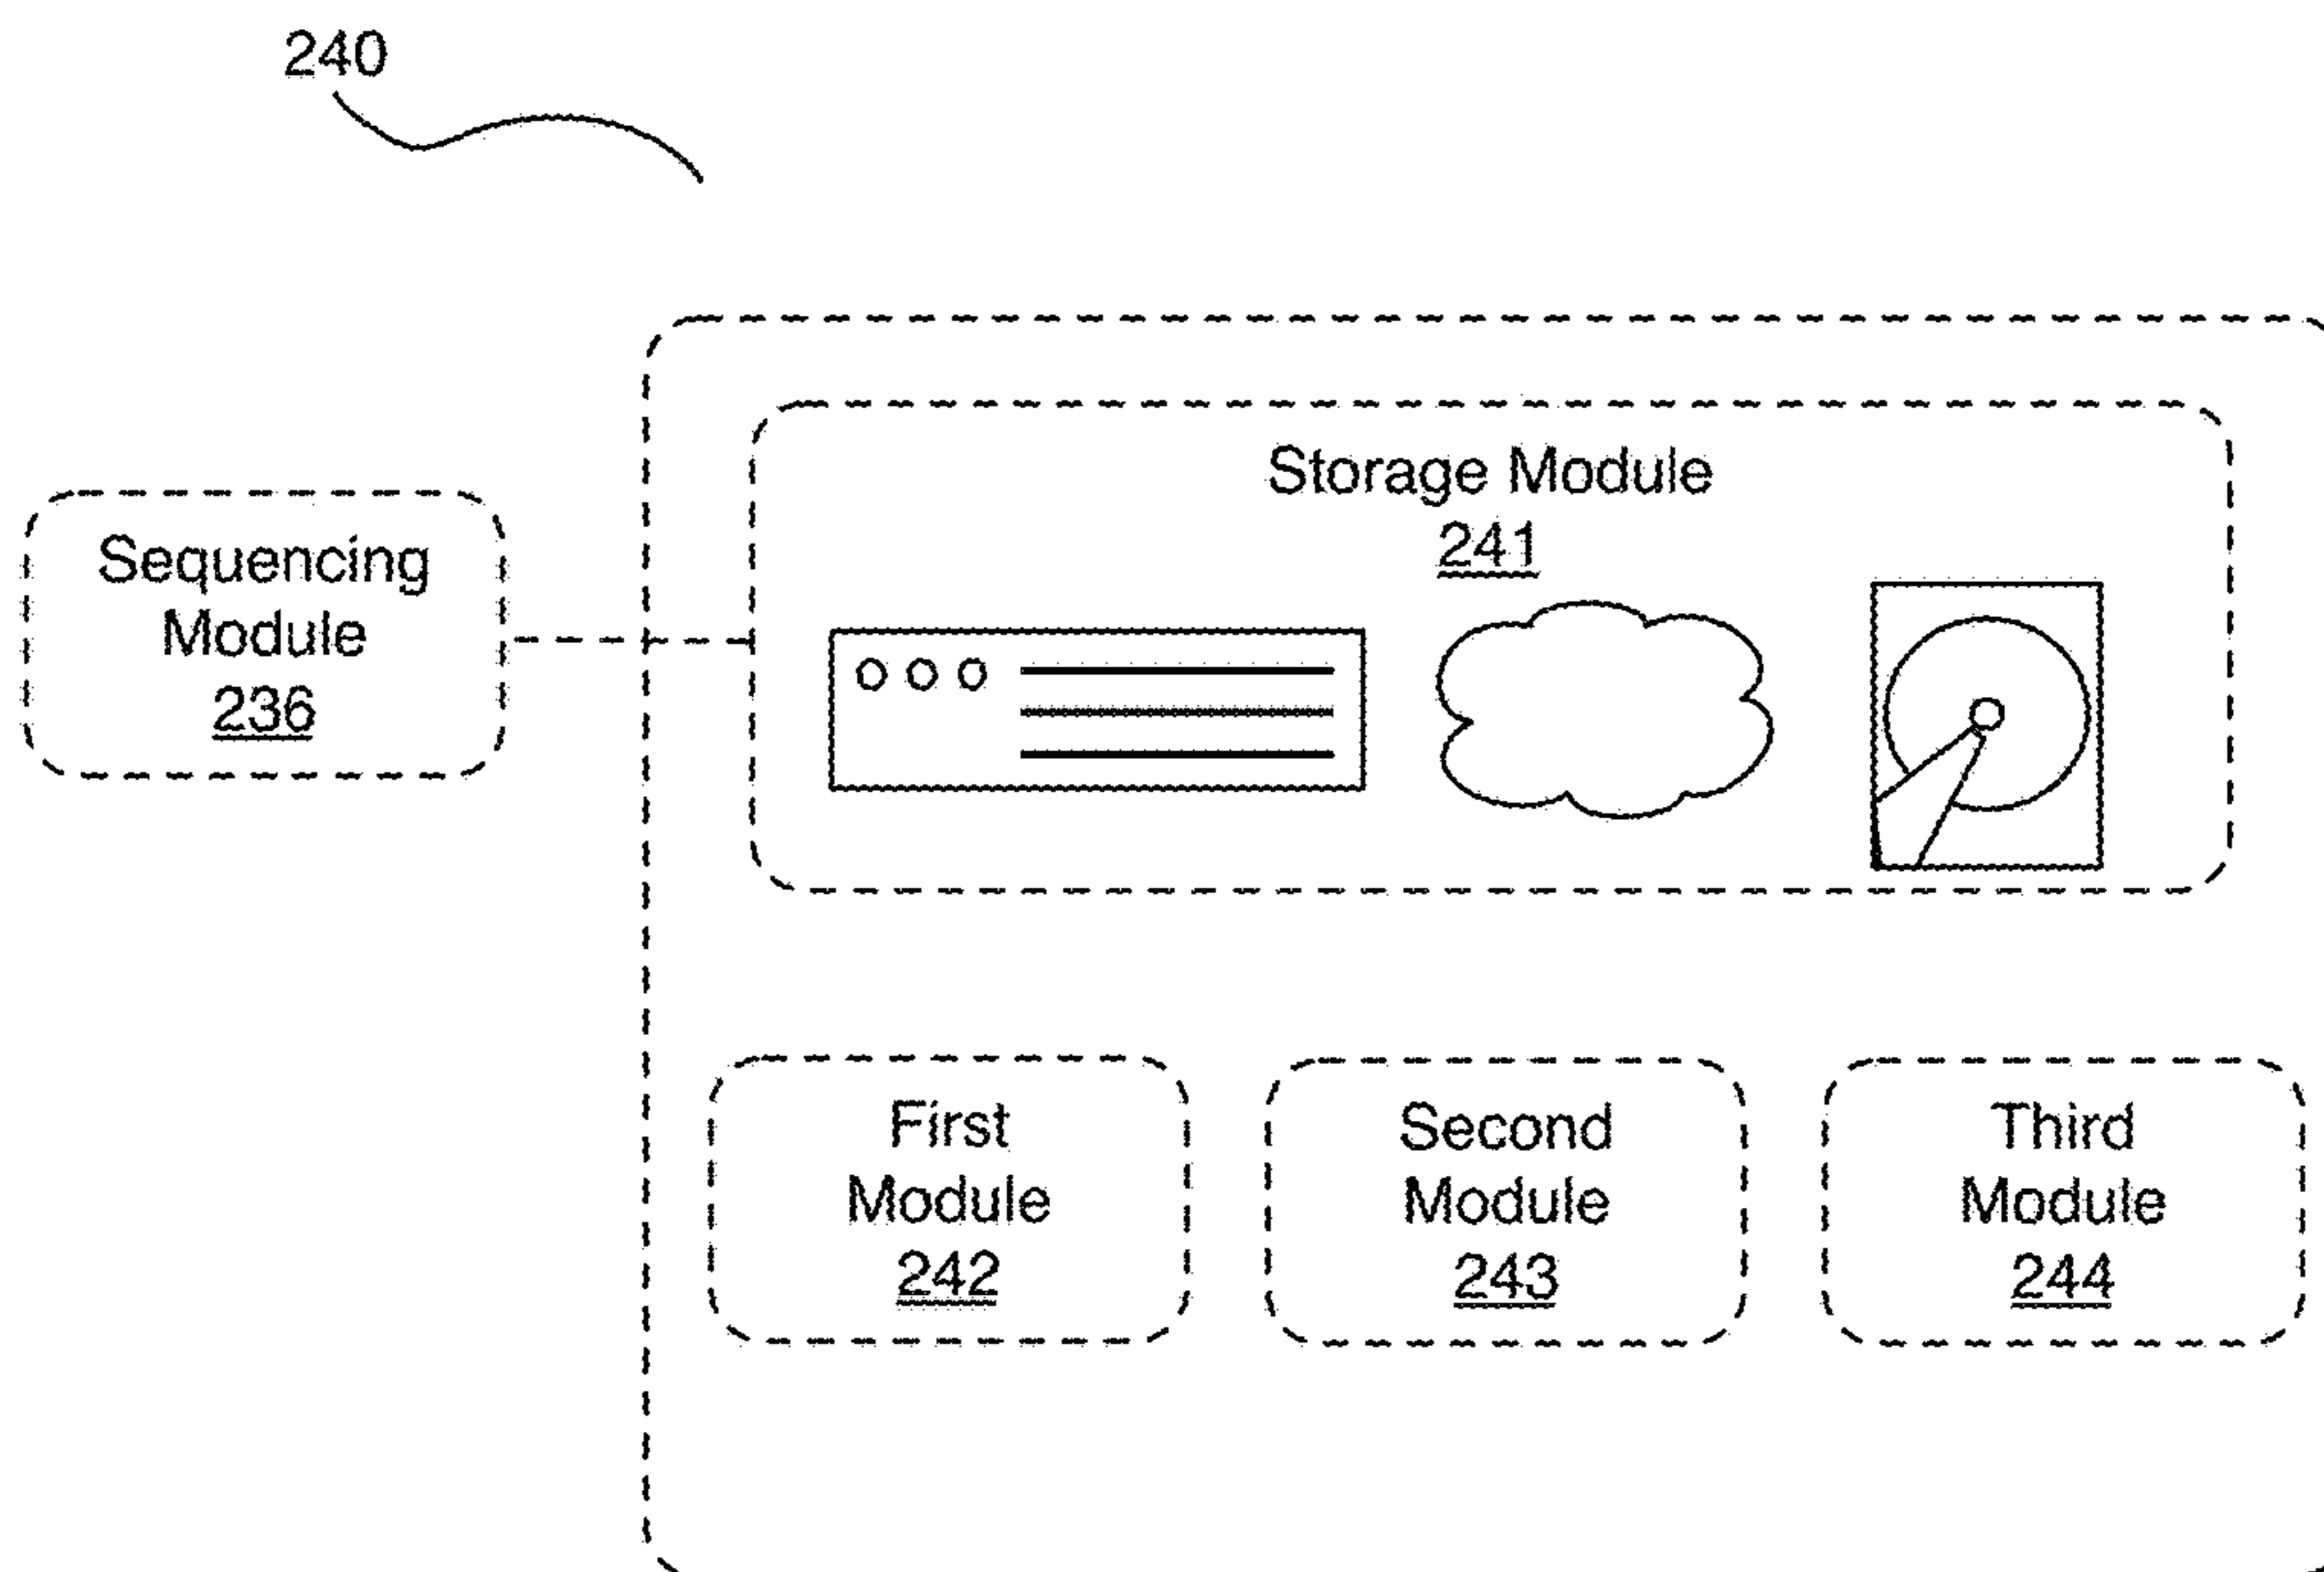 240
Storage Module
241
Sequencing
Module
236
First
Module
242
Second
Module
243
Third
Module
244